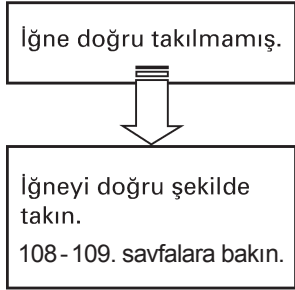 İğne doğru takılmamış.
İğneyi doğru şekilde
takın.
108-109. savfalara bakın.